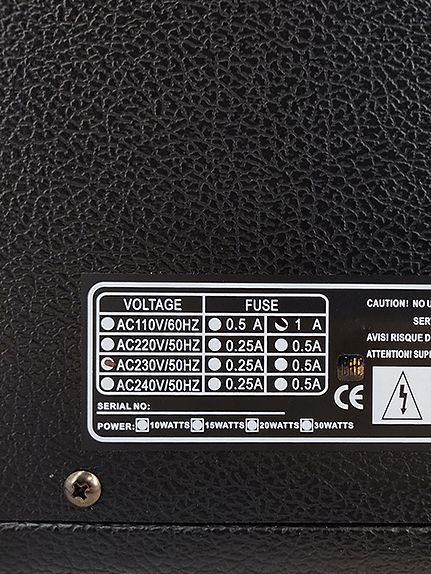 VOLTAGE FUSE
AC110V/60HZ 0.5 A 1 A
AC220V/50HZ 0.25A 0.5A
AC230V/50HZ 0.25A 0.5A
AC240V/50HZ 0.25A 0.5A
SERIAL NO:
POWER: 10WATTS 15WATTS 20WATTS 30WATTS
CE
CAUTION! NO U
SER
AVIS! RISQUE D
ATTENTION! SUPE